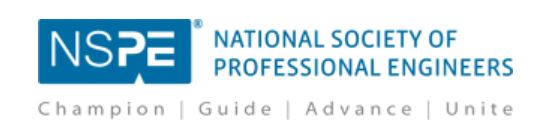 NSPE® NATIONAL SOCIETY OF
PROFESSIONAL ENGINEERS
Champion | Guide | Advance | Unite